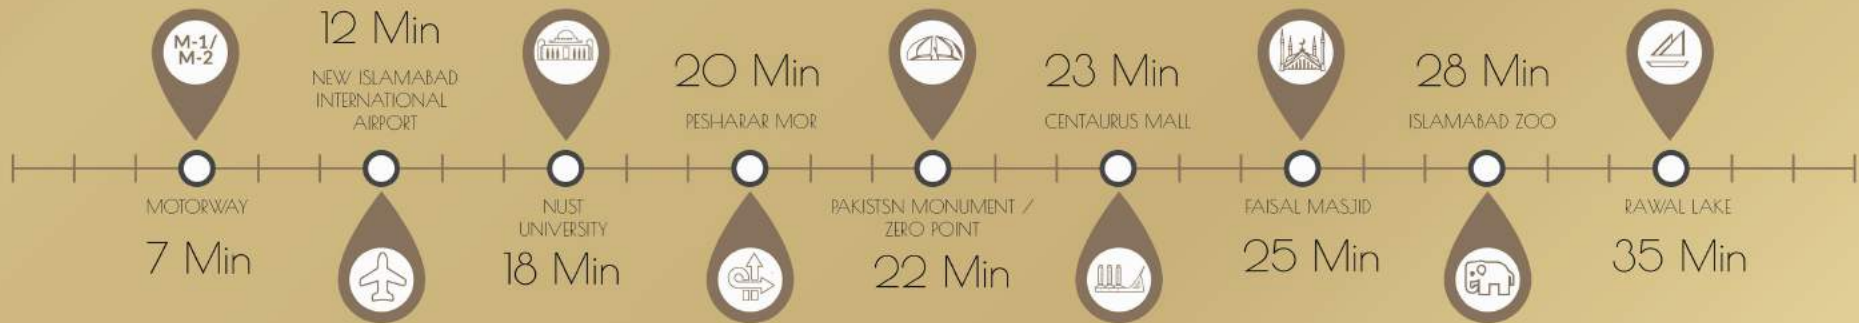 M-1/
M-2
MOTORWAY
7 Min
12 Min
NEW ISLAMABAD
INTERNATIONAL
AIRPORT
NUST
UNIVERSITY
18 Min
20 Min
PESHARAR MOR
PAKISTSN MONUMENT /
ZERO POINT
22 Min
23 Min
CENTAURUS MALL
FAISAL MASJID
25 Min
28 Min
ISLAMABAD ZOO
RAWAL LAKE
35 Min